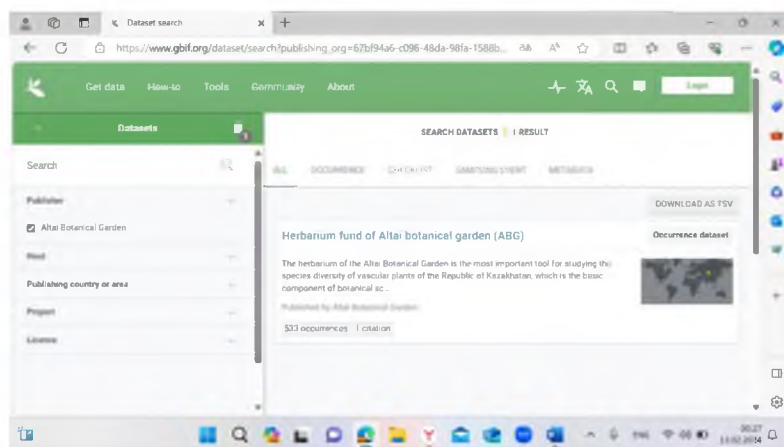 Dataset search
https://www.gbif.org/dataset/search?publishing_org=67bf94a6-c096-48da-98fa-1588b...
Get data How-to Tools Community About Login
Datasets
SEARCH DATASETS | 1 RESULT
Search
ALL OCCURRENCE CHECKLIST SAMPLING EVENT METADATA
Publisher
DOWNLOAD AS TSV
Altai Botanical Garden
Herbarium fund of Altai botanical garden (ABG) Occurrence dataset
Host
The herbarium of the Altai Botanical Garden is the most important tool for studying the
species diversity of vascular plants of the Republic of Kazakhstan, which is the basic
Publishing country or area
component of botanical sc...
Published by Altai Botanical Garden
Project
533 occurrences 1 citation
License
00:27